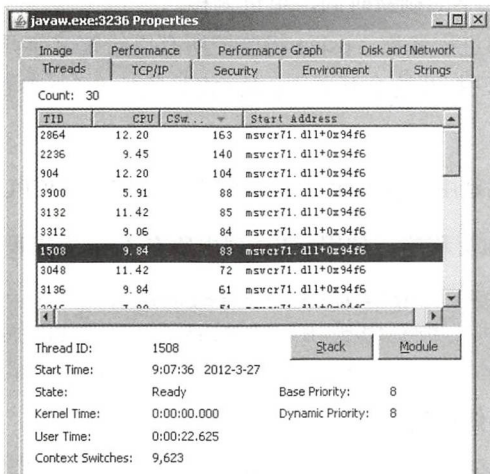 javaw.exe:3236 Properties
Image Performance Performance Graph Disk and Network
Threads TCP/IP Security Environment Strings
Count: 30
TID CPU CSw... Start Address
2864 12.20 163 msvcr71.dll+0x94f6
2236 9.45 140 msvcr71.dll+0x94f6
904 12.20 104 msvcr71.dll+0x94f6
3900 5.91 88 msvcr71.dll+0x94f6
3132 11.42 85 msvcr71.dll+0x94f6
3312 9.06 84 msvcr71.dll+0x94f6
1508 9.84 83 msvcr71.dll+0x94f6
3048 11.42 72 msvcr71.dll+0x94f6
3136 9.84 61 msvcr71.dll+0x94f6
Thread ID: 1508 Stack Module
Start Time: 9:07:36 2012-3-27
State: Ready Base Priority: 8
Kernel Time: 0:00:00.000 Dynamic Priority: 8
User Time: 0:00:22.625
Context Switches: 9,623